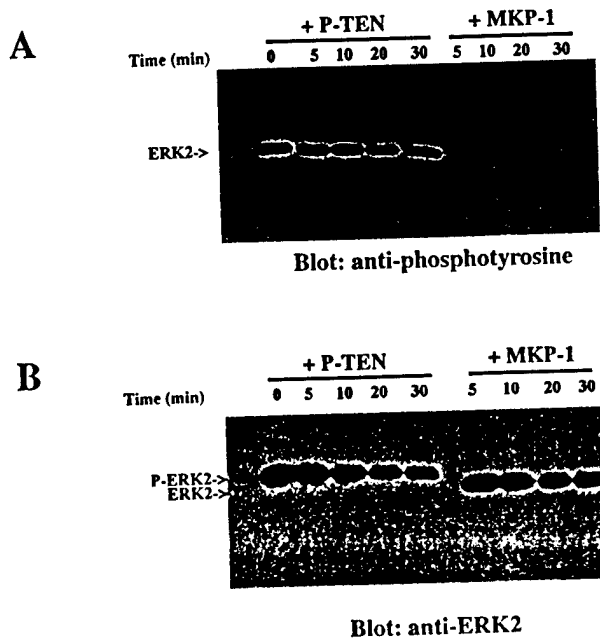 A
+ P-TEN + MKP-1
Time (min) 0 5 10 20 30 5 10 20 30
ERK2->
Blot: anti-phosphotyrosine
B
+ P-TEN + MKP-1
Time (min) 0 5 10 20 30 5 10 20 30
P-ERK2->
ERK2->
Blot: anti-ERK2